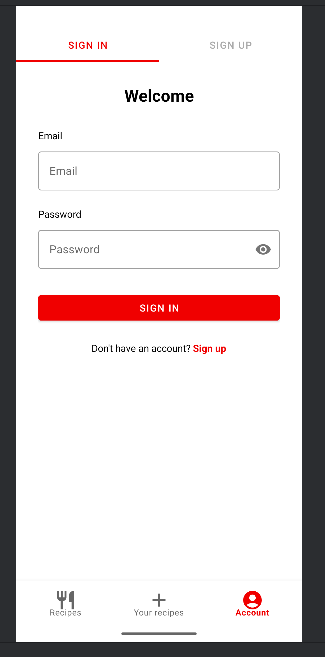 SIGN IN SIGN UP
Welcome
Email
Email
Password
Password
SIGN IN
Don't have an account? Sign up
Recipes Your recipes Account